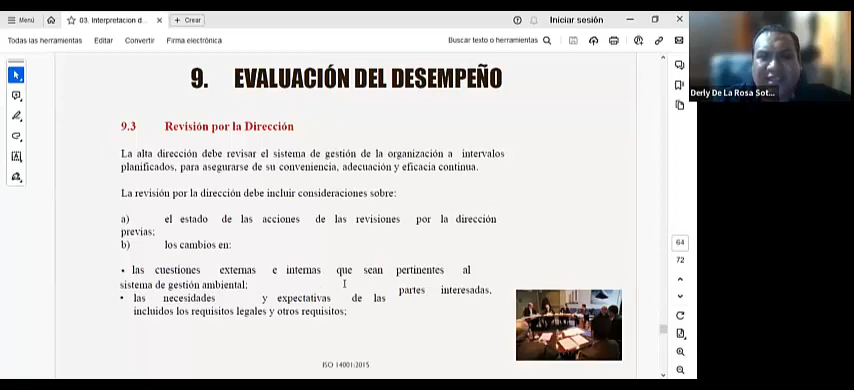 Menú
03. Interpretacion d...
+ Crear
Iniciar sesión
Todas las herramientas Editar Convertir Firma electrónica
Buscar texto o herramientas
Derly De La Rosa Sot...
9. EVALUACIÓN DEL DESEMPEÑO
9.3 Revisión por la Dirección
La alta dirección debe revisar el sistema de gestión de la organización a intervalos
planificados, para asegurarse de su conveniencia, adecuación y eficacia continua.
La revisión por la dirección debe incluir consideraciones sobre:
a) el estado de las acciones de las revisiones por la dirección
previas;
b) los cambios en:
• las cuestiones externas e internas que sean pertinentes al
sistema de gestión ambiental;
• las necesidades y expectativas de las partes interesadas,
incluidos los requisitos legales y otros requisitos;
ISO 14001:2015
64
72